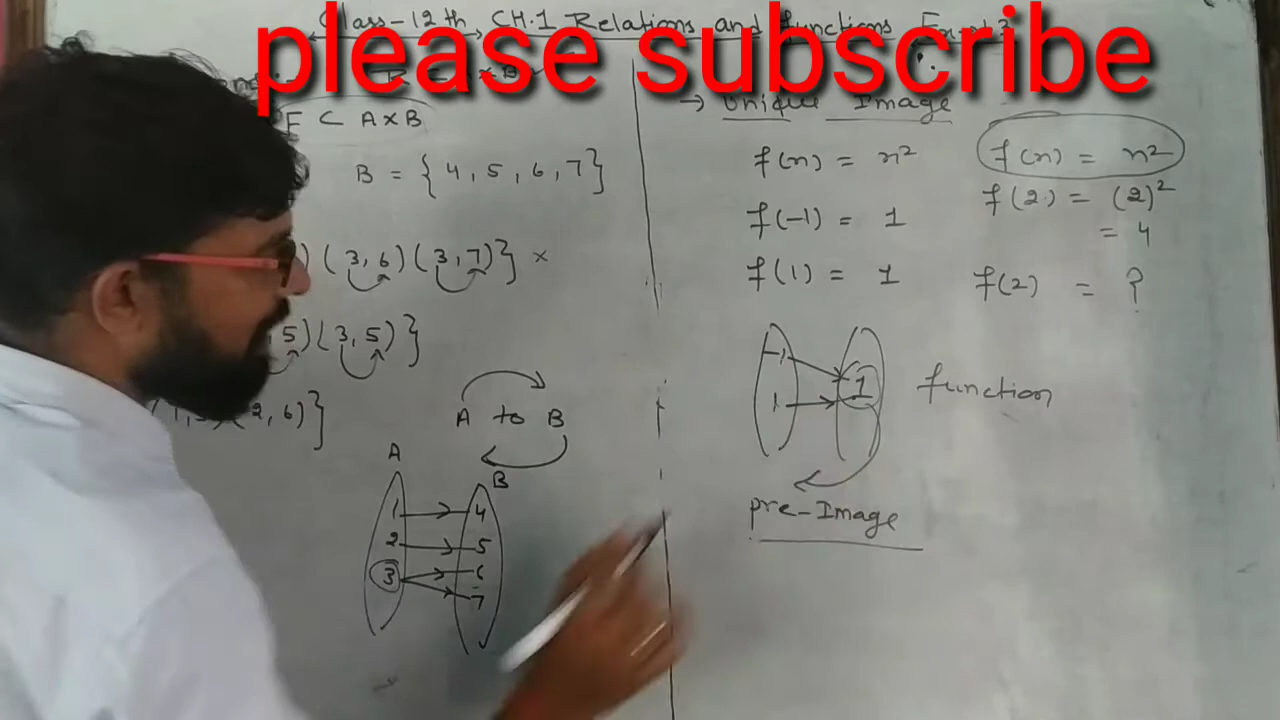 Class-12th CH.1 Relations and functions
please subscribe
F ⊂ A×B
B = {4, 5, 6, 7}
(3, 6) (3, 7)} ×
, 5) (3, 5)}
2, 6)}
A to B
A
B
1 4
2 5
3 6
7
→ Unique Image
f(n) = n²
f(-1) = 1
f(1) = 1
f(n) = n²
f(2) = (2)²
= 4
f(2) = ?
-1
1
1
function
pre-Image